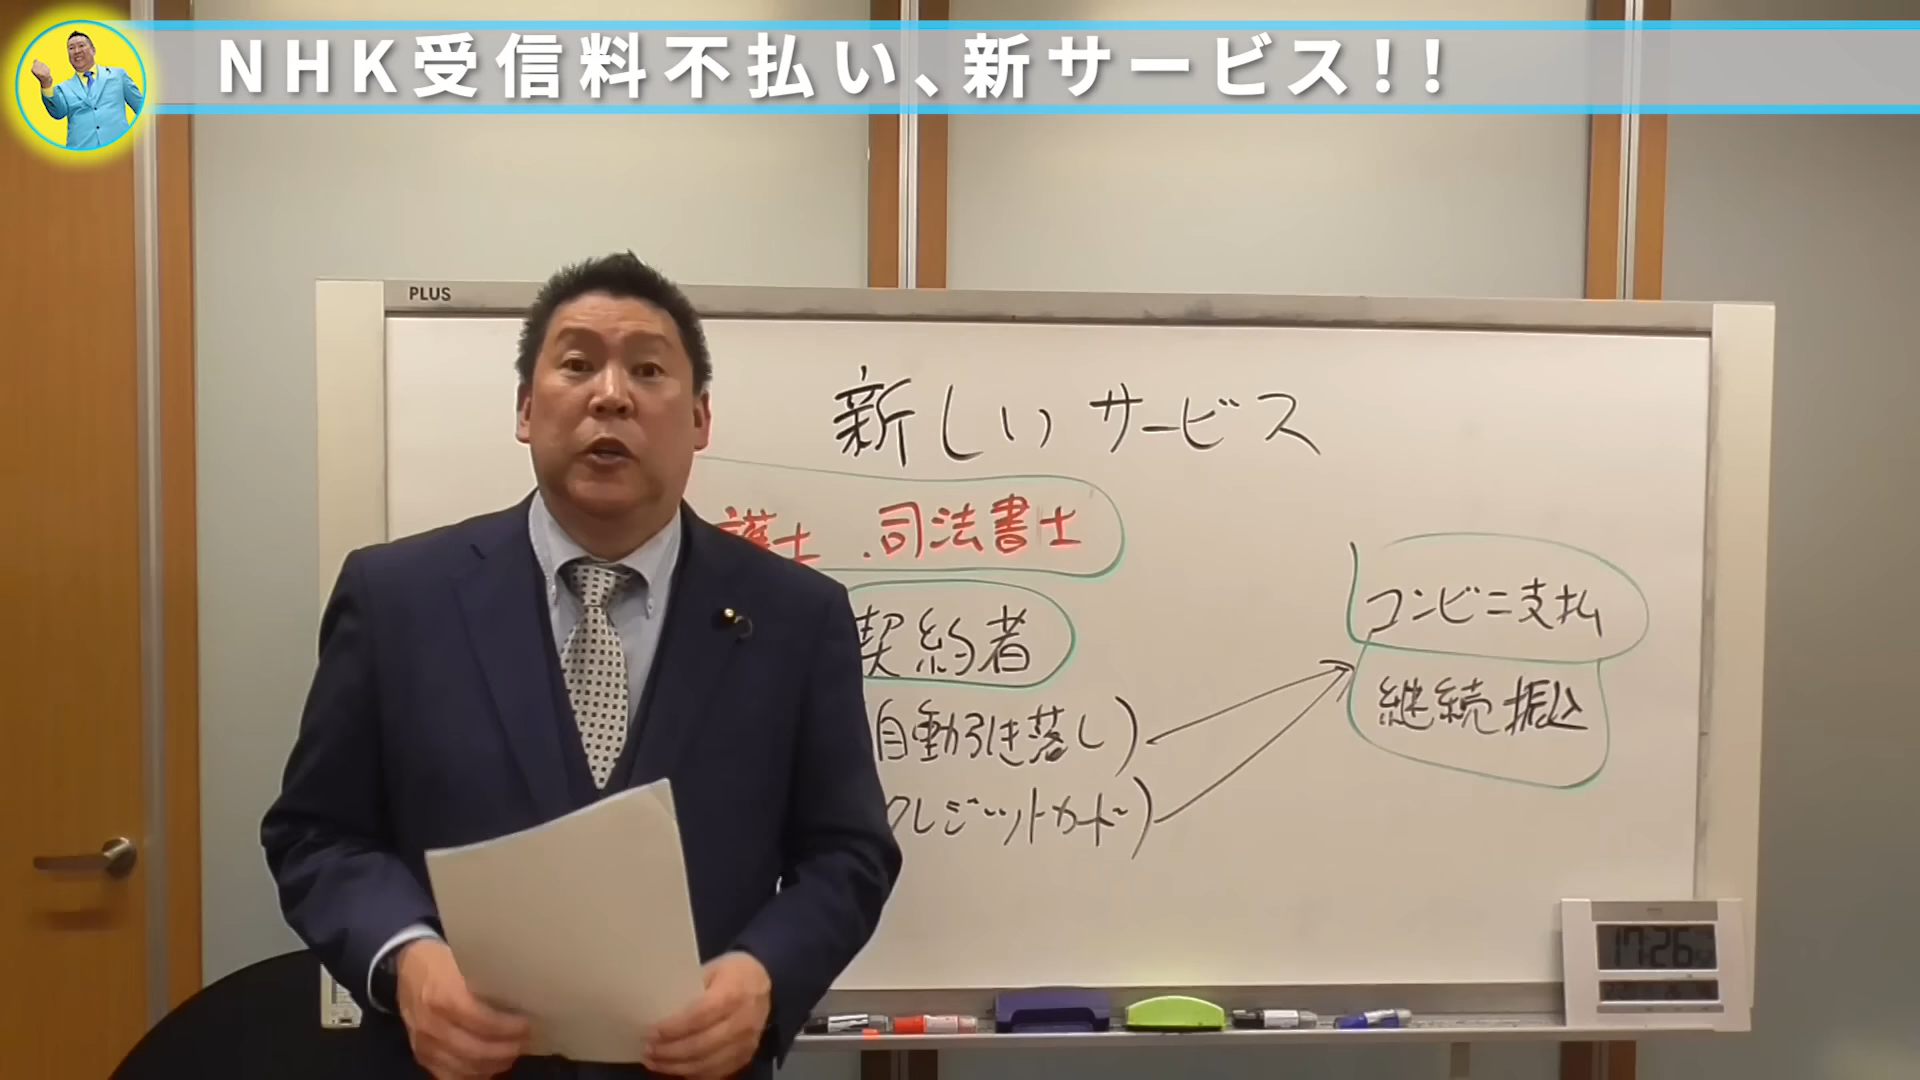 NHK受信料不払い、新サービス！！
PLUS
新しいサービス
護士．司法書士
契約者
自動引き落し）
クレジットカード）
コンビニ支払
継続振込
17:26